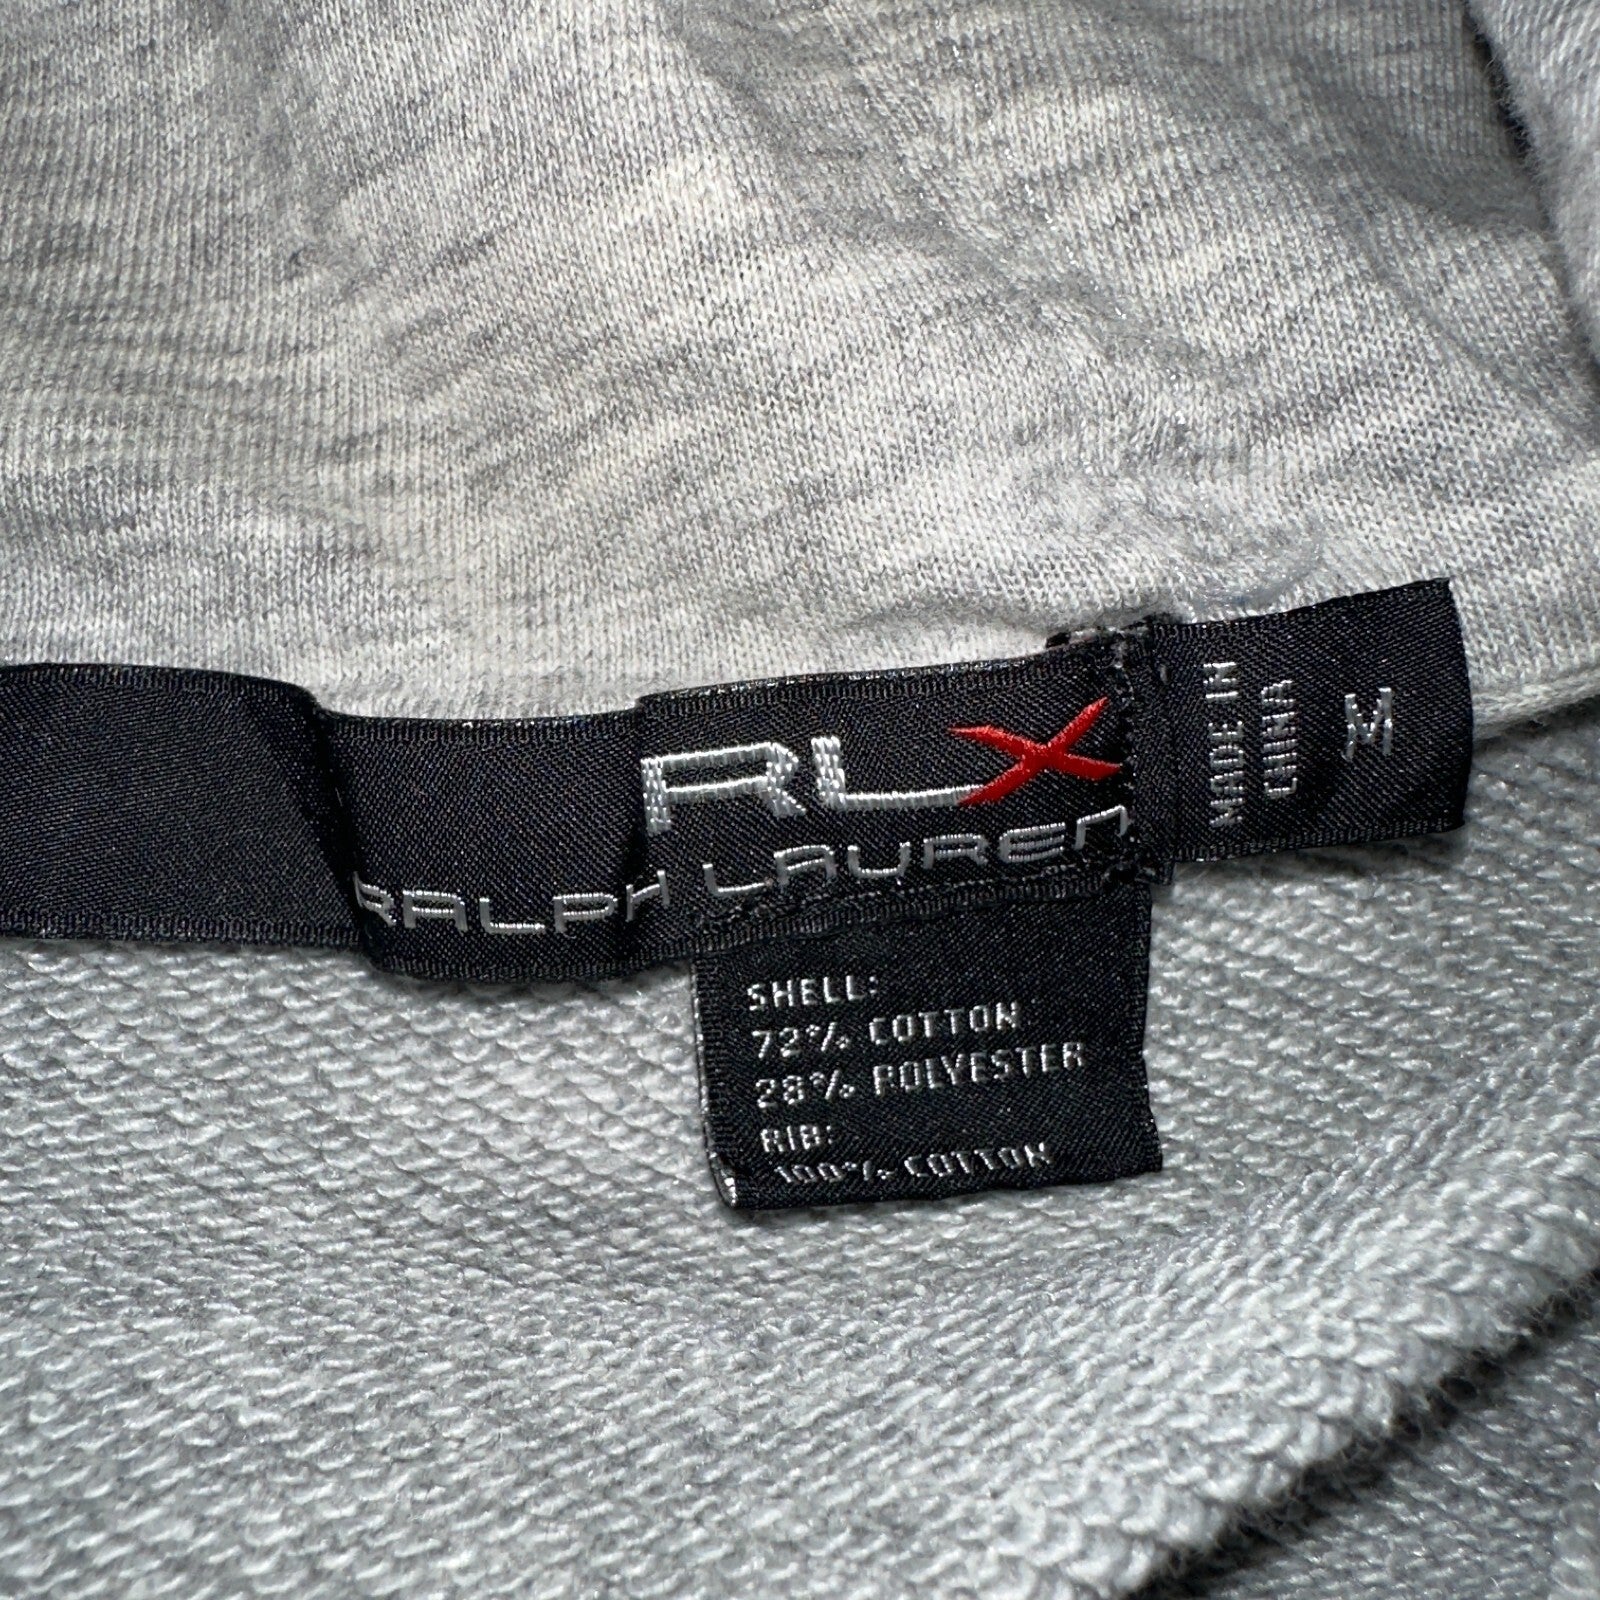 RLX
RALPH LAUREN
MADE IN
CHINA
M
SHELL:
72% COTTON
28% POLYESTER
RIB:
100% COTTON